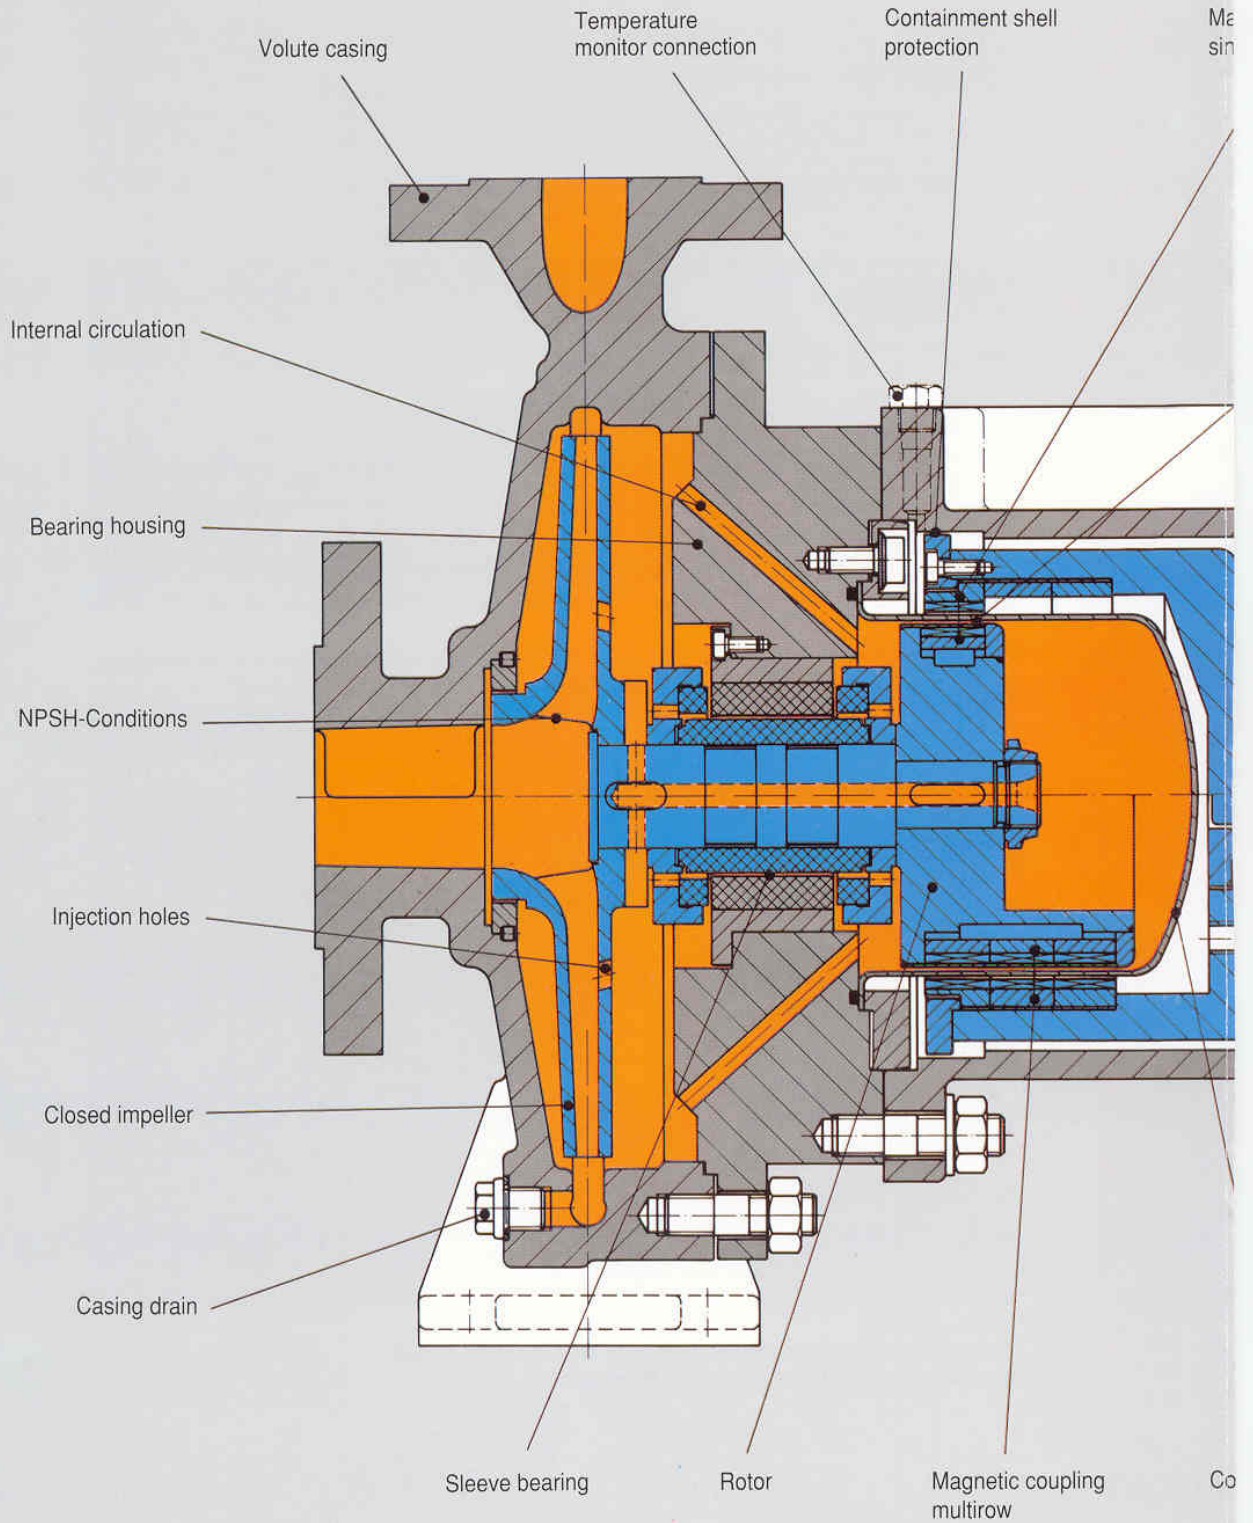 Temperature
monitor connection
Containment shell
protection
Volute casing
Internal circulation
Bearing housing
NPSH-Conditions
Injection holes
Closed impeller
Casing drain
Sleeve bearing
Rotor
Magnetic coupling
multirow